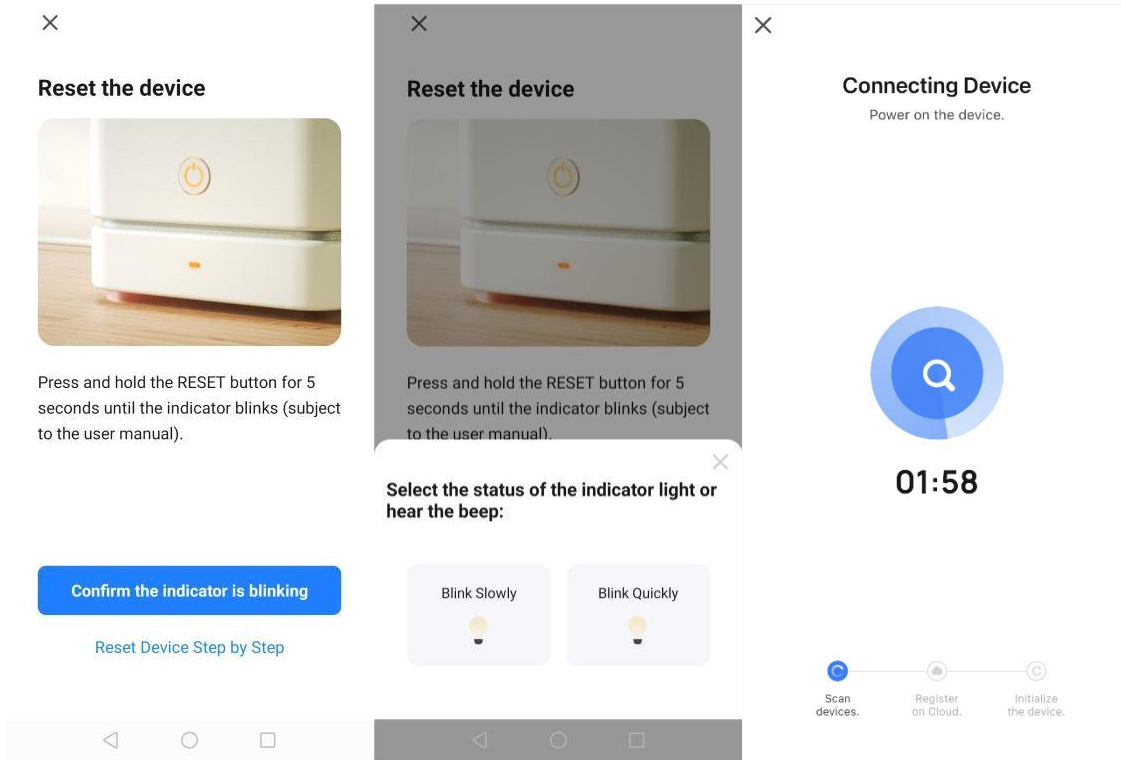 Reset the device
Press and hold the RESET button for 5
seconds until the indicator blinks (subject
to the user manual).
Confirm the indicator is blinking
Reset Device Step by Step
Reset the device
Press and hold the RESET button for 5
seconds until the indicator blinks (subject
to the user manual).
Select the status of the indicator light or
hear the beep:
Blink Slowly
Blink Quickly
Connecting Device
Power on the device.
01:58
Scan
devices.
Register
on Cloud.
Initialize
the device.